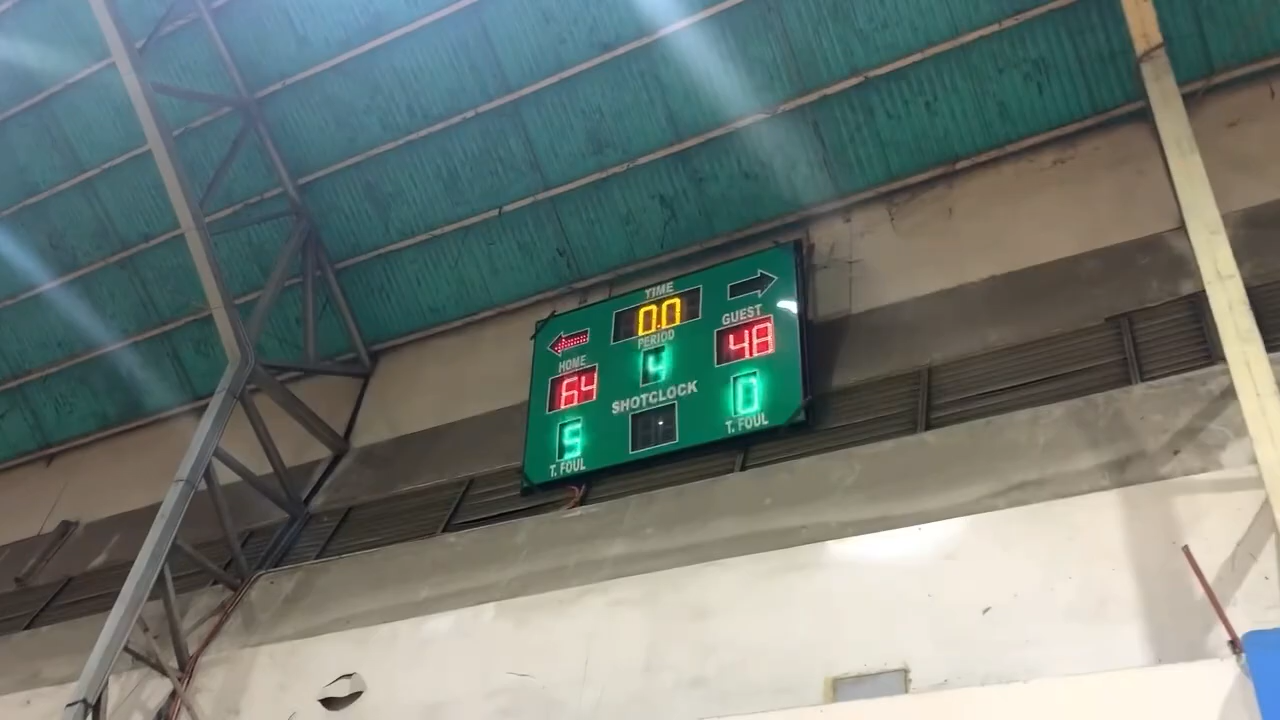 TIME
0.0
HOME
PERIOD
GUEST
64
4
48
SHOTCLOCK
5
0
T. FOUL
T. FOUL